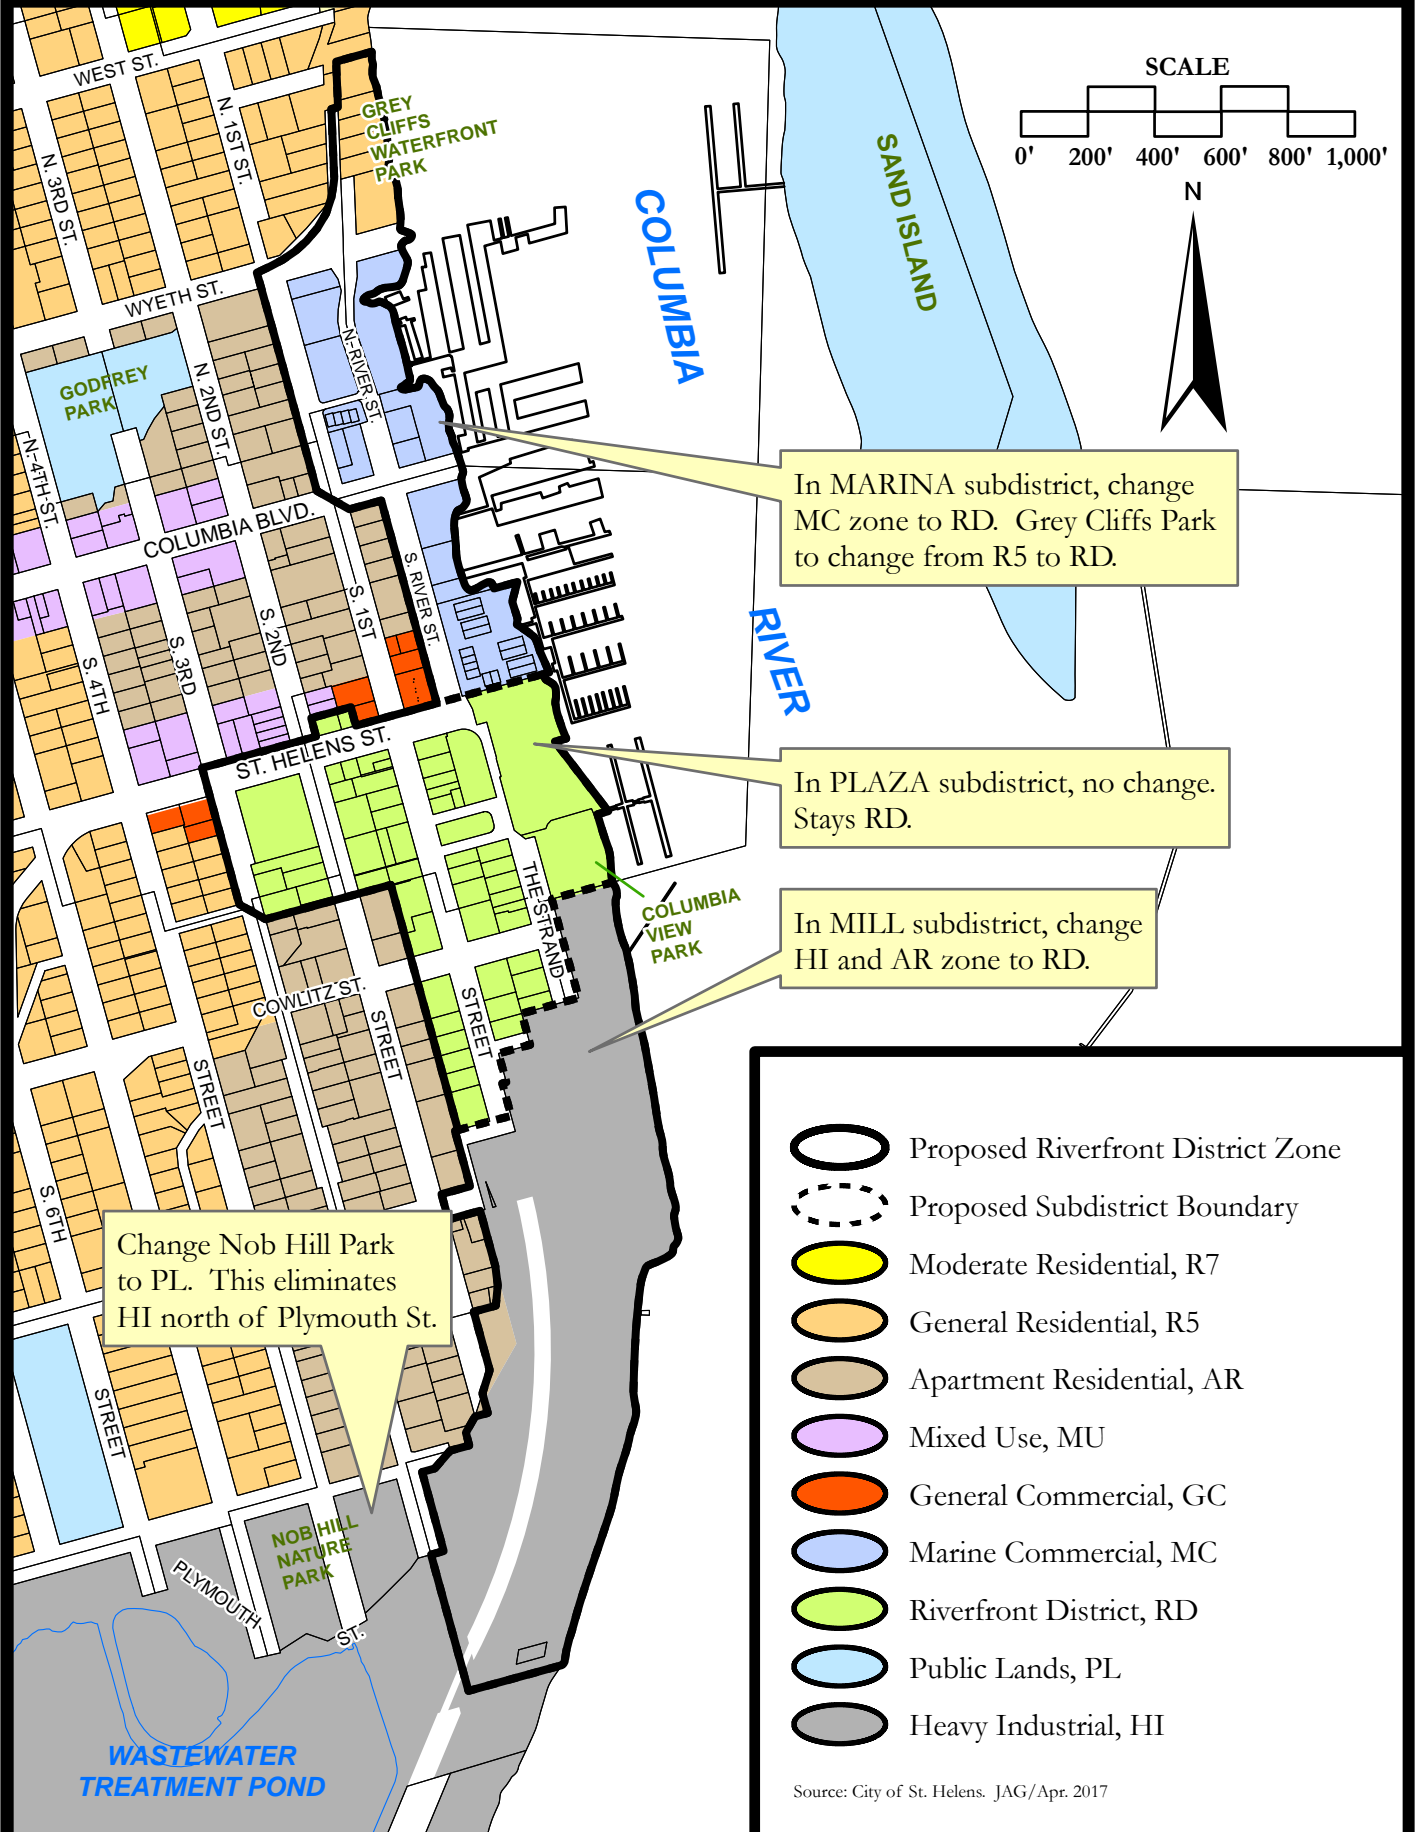 WEST ST.
N. 1ST ST.
N. 3RD ST.
GREY
CLIFFS
WATERFRONT
PARK
COLUMBIA
SAND ISLAND
SCALE
0' 200' 400' 600' 800' 1,000'
N
WYETH ST.
N. RIVER ST.
GODFREY
PARK
N. 2ND ST.
N. 4TH ST.
COLUMBIA BLVD.
In MARINA subdistrict, change
MC zone to RD. Grey Cliffs Park
to change from R5 to RD.
S. RIVER ST.
S. 1ST
S. 2ND
S. 3RD
S. 4TH
RIVER
ST. HELENS ST.
In PLAZA subdistrict, no change.
Stays RD.
THE STRAND
COLUMBIA
VIEW
PARK
In MILL subdistrict, change
HI and AR zone to RD.
COWLITZ ST.
STREET
STREET
STREET
S. 6TH
Change Nob Hill Park
to PL. This eliminates
HI north of Plymouth St.
STREET
NOB HILL
NATURE
PARK
PLYMOUTH
ST.
WASTEWATER
TREATMENT POND
Proposed Riverfront District Zone
Proposed Subdistrict Boundary
Moderate Residential, R7
General Residential, R5
Apartment Residential, AR
Mixed Use, MU
General Commercial, GC
Marine Commercial, MC
Riverfront District, RD
Public Lands, PL
Heavy Industrial, HI
Source: City of St. Helens. JAG/Apr. 2017